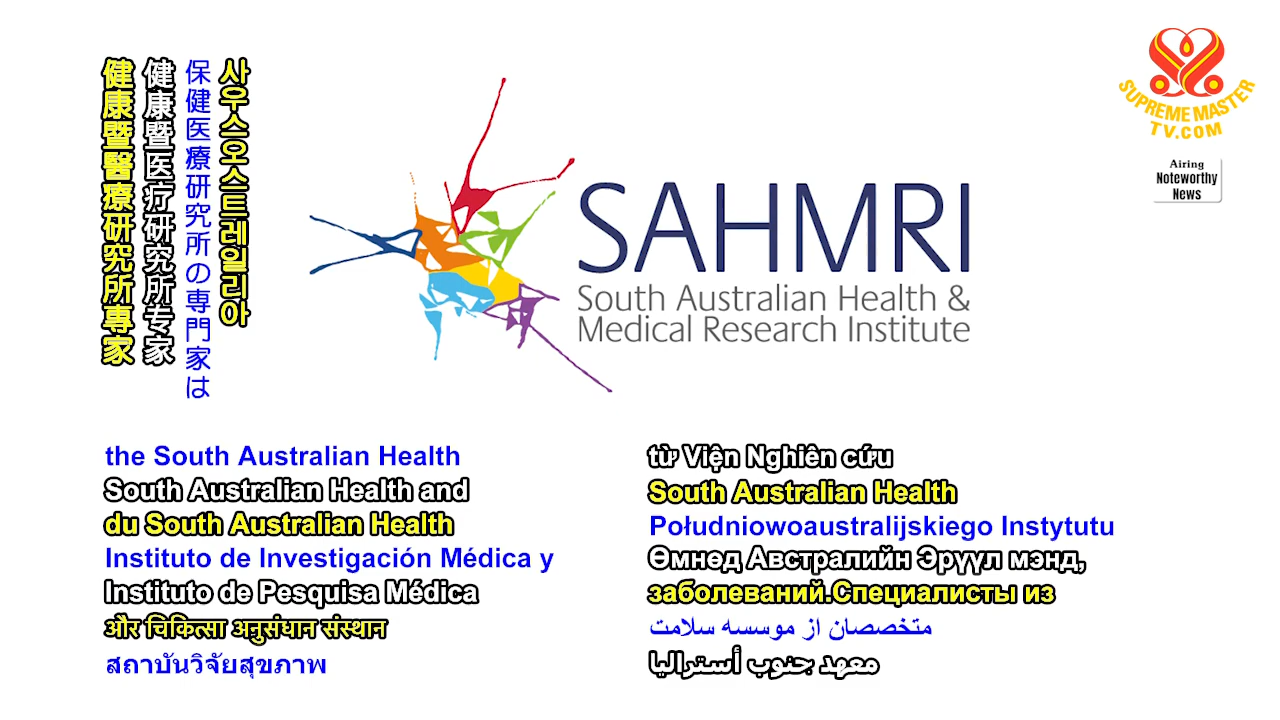 健康暨醫療研究所專家
健康暨医疗研究所专家
保健医療研究所の専門家は
사우스오스트레일리아
SUPREME MASTER
TV.COM
Airing
Noteworthy
News
SAHMRI
South Australian Health &
Medical Research Institute
the South Australian Health
South Australian Health and
du South Australian Health
Instituto de Investigación Médica y
Instituto de Pesquisa Médica
और चिकित्सा अनुसंधान संस्थान
สถาบันวิจัยสุขภาพ
từ Viện Nghiên cứu
South Australian Health
Południowoaustralijskiego Instytutu
Өмнөд Австралийн Эрүүл мэнд,
заболеваний.Специалисты из
متخصصان از موسسه سلامت
معهد جنوب أستراليا